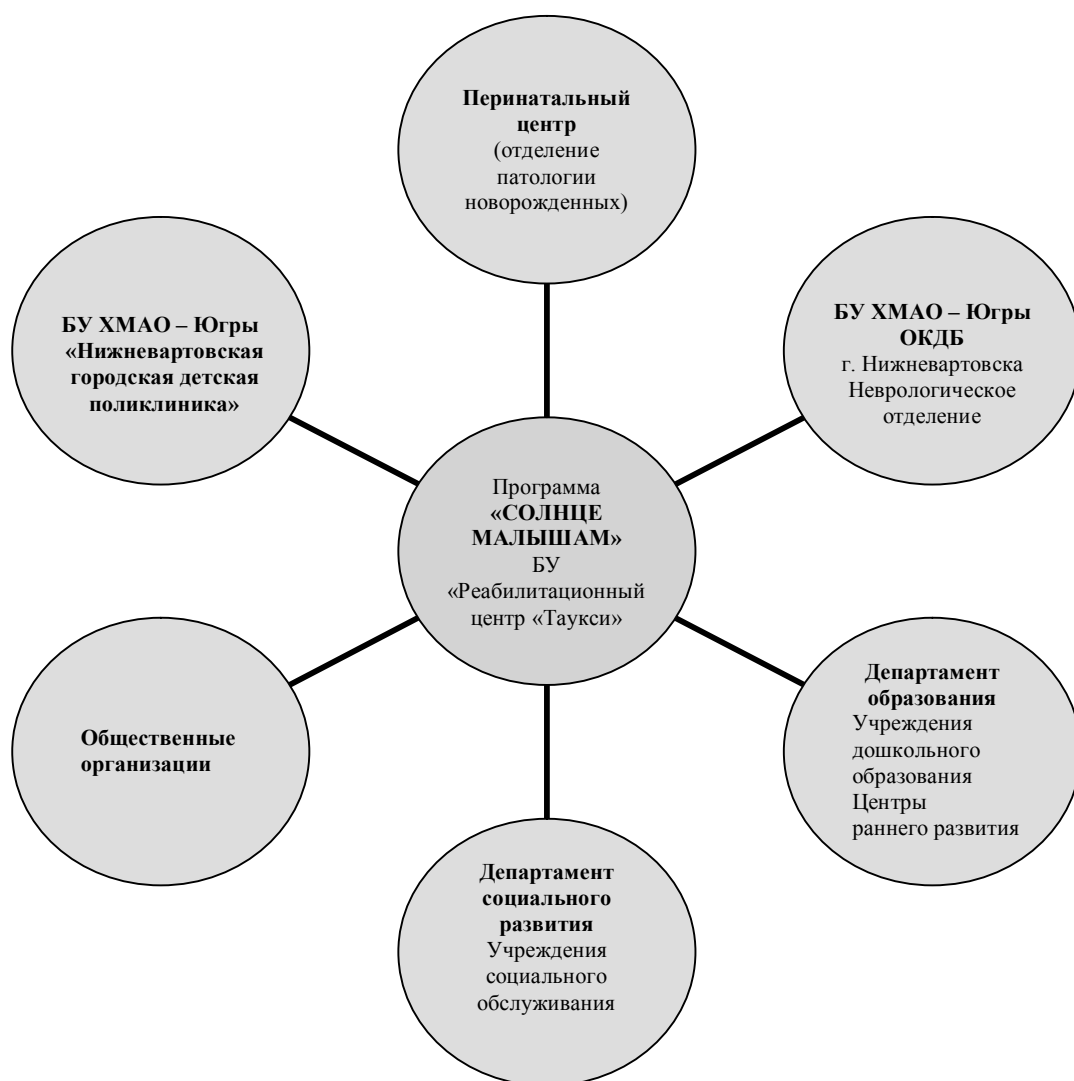 Перинатальный
центр
(отделение
патологии
новорожденных)
БУ ХМАО – Югры
«Нижневартовская
городская детская
поликлиника»
БУ ХМАО – Югры
ОКДБ
г. Нижневартовска
Неврологическое
отделение
Программа
«СОЛНЦЕ
МАЛЫШАМ»
БУ
«Реабилитационный
центр «Таукси»
Общественные
организации
Департамент
образования
Учреждения
дошкольного
образования
Центры
раннего развития
Департамент
социального
развития
Учреждения
социального
обслуживания